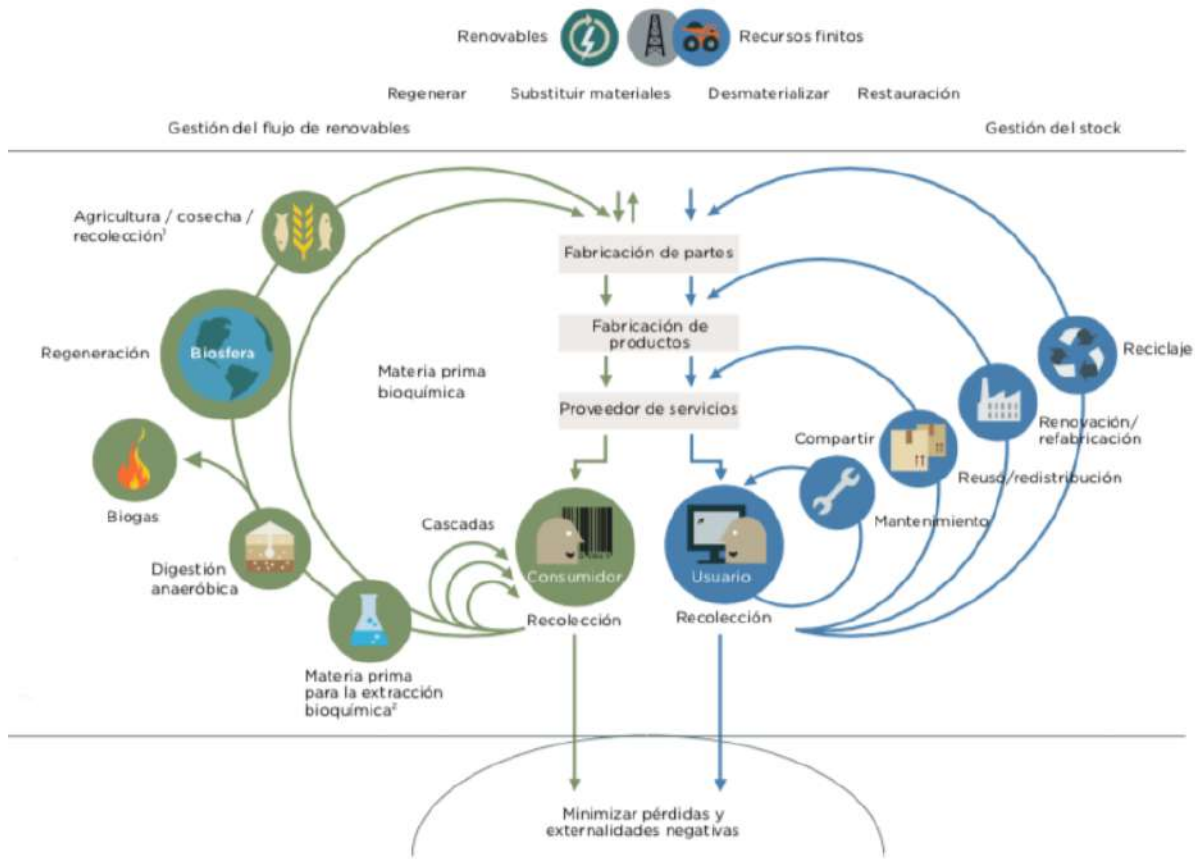 Renovables
Recursos finitos
Regenerar
Substituir materiales
Desmaterializar
Restauración
Gestión del flujo de renovables
Gestión del stock
Agricultura / cosecha /
recolección¹
Regeneración
Biosfera
Biogas
Digestión
anaeróbica
Materia prima
para la extracción
bioquímica²
Materia prima
bioquímica
Cascadas
Fabricación de partes
Fabricación de
productos
Proveedor de servicios
Consumidor
Recolección
Usuario
Recolección
Compartir
Mantenimiento
Reuso/redistribución
Renovación/
refabricación
Reciclaje
Minimizar pérdidas y
externalidades negativas